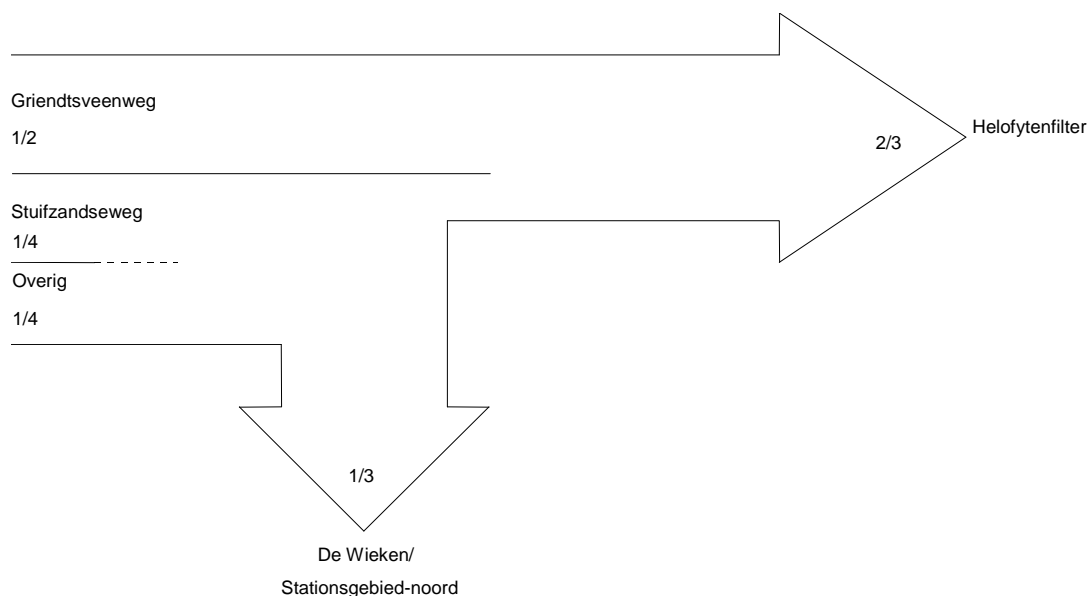 Griendtsveenweg
1/2
Helofytenfilter
2/3
Stuifzandseweg
1/4
Overig
1/4
1/3
De Wieken/
Stationsgebied-noord